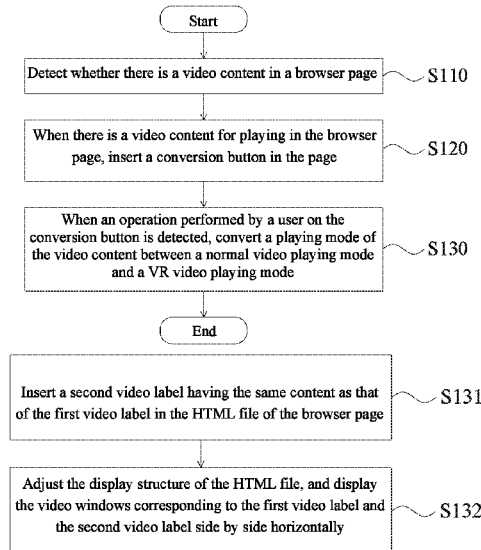 Start
Detect whether there is a video content in a browser page
S110
When there is a video content for playing in the browser
page, insert a conversion button in the page
S120
When an operation performed by a user on the
conversion button is detected, convert a playing mode of
the video content between a normal video playing mode
and a VR video playing mode
S130
End
Insert a second video label having the same content as that
of the first video label in the HTML file of the browser page
S131
Adjust the display structure of the HTML file, and display
the video windows corresponding to the first video label and
the second video label side by side horizontally
S132